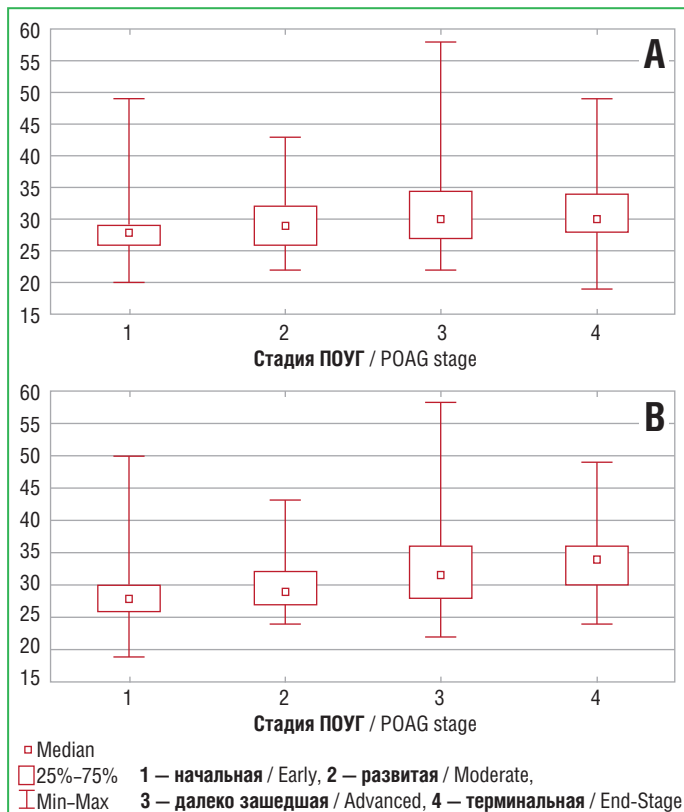 60
55
50
45
40
35
30
25
20
15
A
1 2 3 4
Стадия ПОУГ / POAG stage
60
55
50
45
40
35
30
25
20
15
B
1 2 3 4
Стадия ПОУГ / POAG stage
Median
25%–75% 1 — начальная / Early, 2 — развитая / Moderate,
Min–Max 3 — далеко зашедшая / Advanced, 4 — терминальная / End-Stage